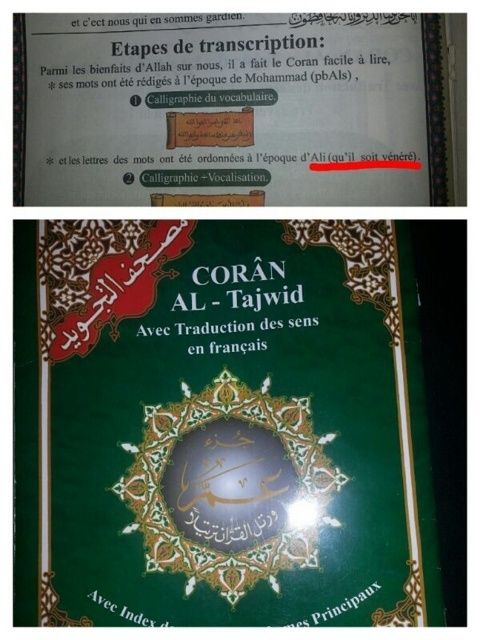 et c'ect nous qui en sommes gardien.
Etapes de transcription:
Parmi les bienfaits d'Allah sur nous, il a fait le Coran facile à lire,
* ses mots ont été rédigés à l'époque de Mohammad (pbAls) ,
1 Calligraphie du vocabulaire.
* et les lettres des mots ont été ordonnées à l'époque d'Ali (qu'il soit vénéré).
2 Calligraphie + Vocalisation.
مصحف التجويد
CORÂN
AL - Tajwid
Avec Traduction des sens
en français
جزء
عم
ورتل القرآن ترتيلا
Avec Index de
mes Principaux